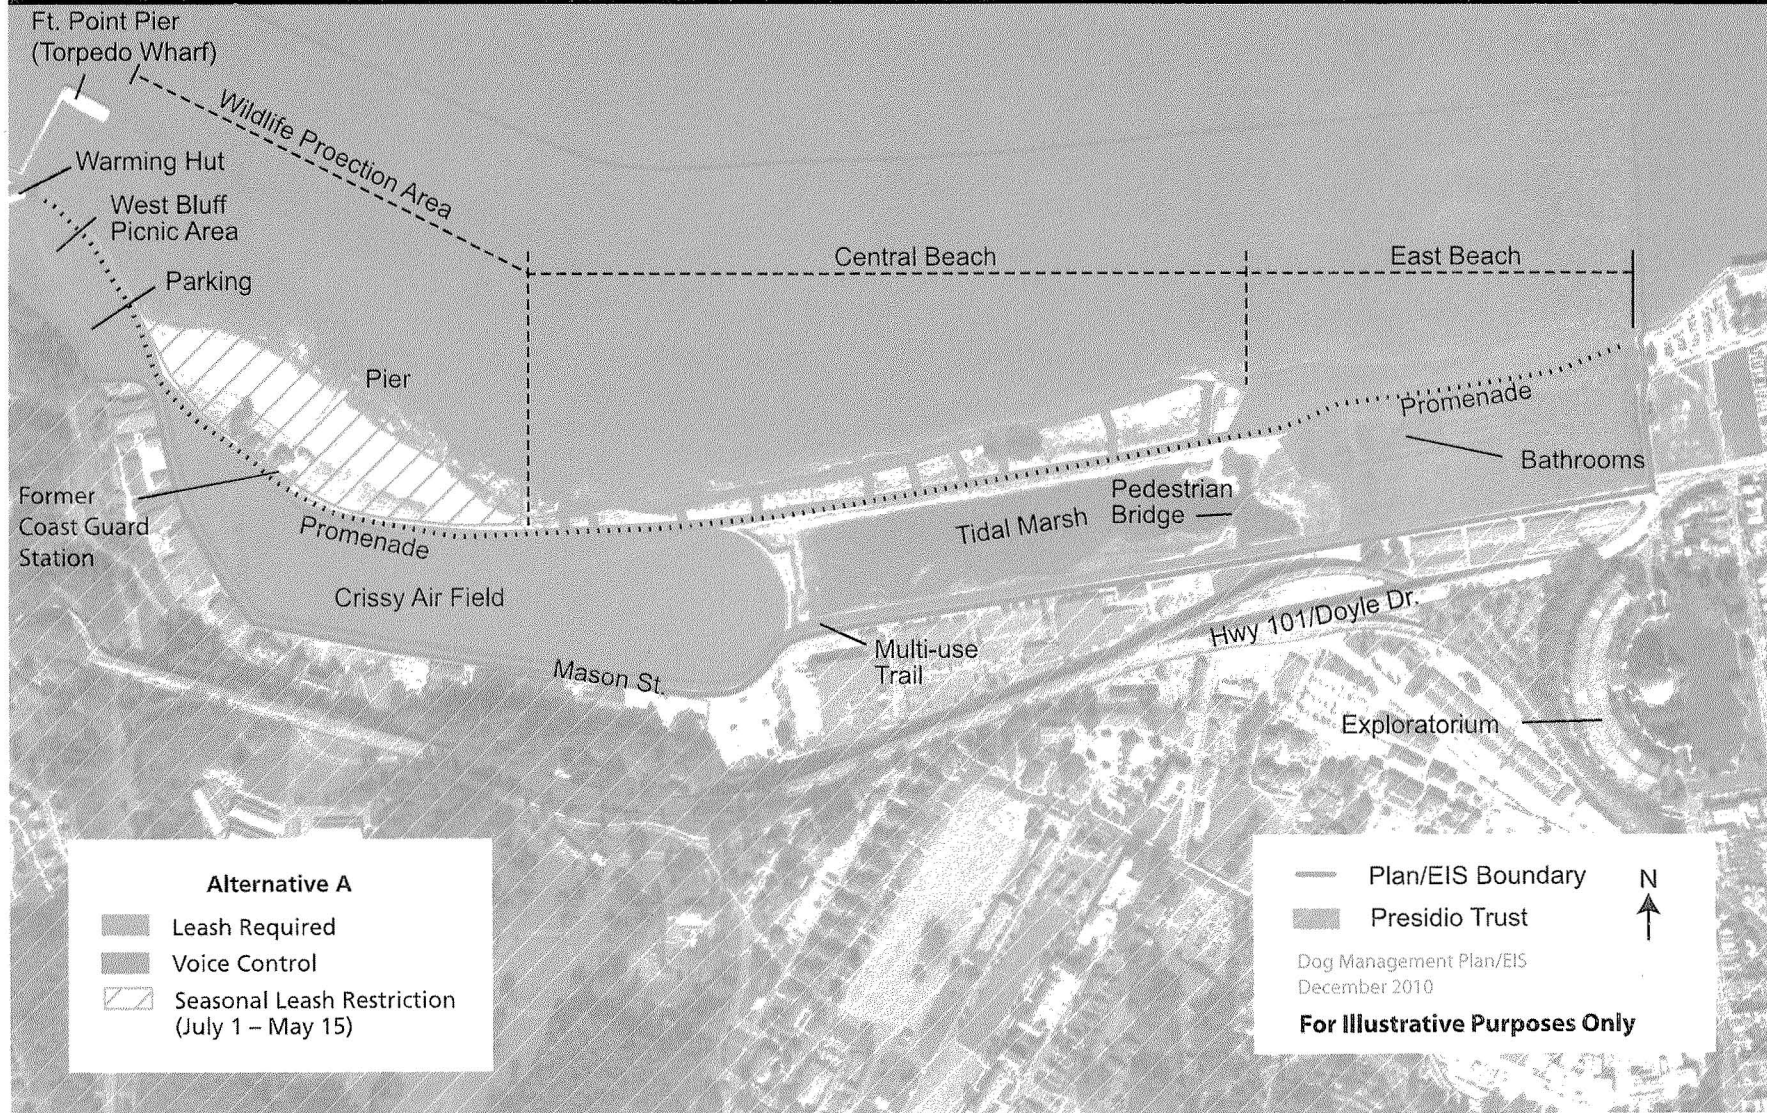 Ft. Point Pier
(Torpedo Wharf)
Wildlife Proection Area
Warming Hut
West Bluff
Picnic Area
Parking
Central Beach
East Beach
Pier
Promenade
Bathrooms
Former
Coast Guard
Station
Promenade
Pedestrian
Bridge
Tidal Marsh
Crissy Air Field
Multi-use
Trail
Hwy 101/Doyle Dr.
Mason St.
Exploratorium
Alternative A
Leash Required
Voice Control
Seasonal Leash Restriction
(July 1 – May 15)
Plan/EIS Boundary
Presidio Trust
N
Dog Management Plan/EIS
December 2010
For Illustrative Purposes Only